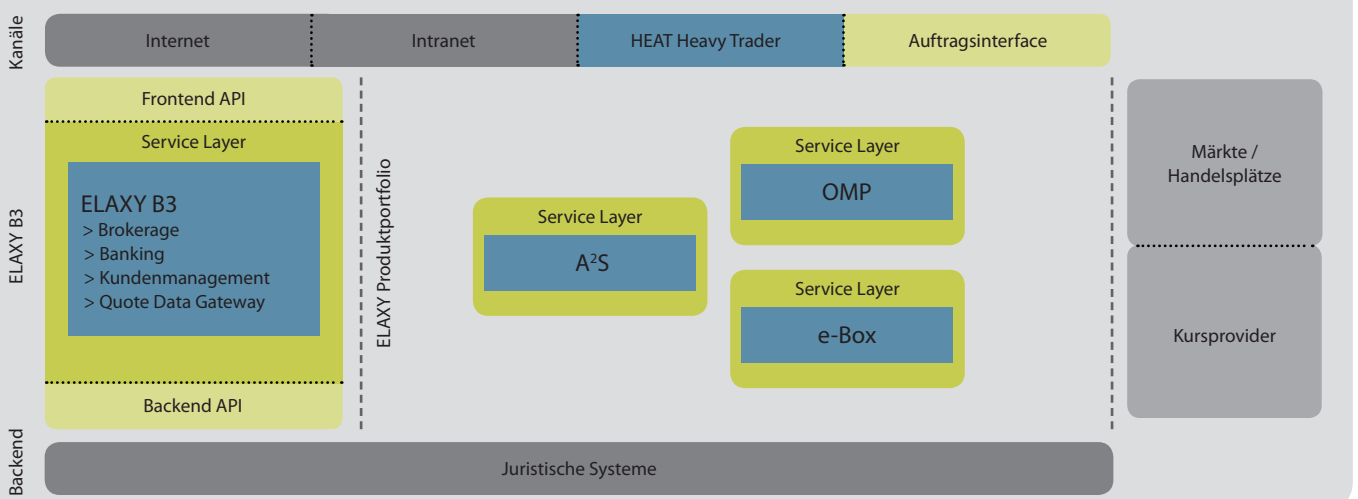 Kanäle
Internet
Intranet
HEAT Heavy Trader
Auftragsinterface
ELAXY B3
Frontend API
Service Layer
ELAXY B3
> Brokerage
> Banking
> Kundenmanagement
> Quote Data Gateway
Backend API
ELAXY Produktportfolio
Service Layer
A²S
Service Layer
OMP
Service Layer
e-Box
Märkte /
Handelsplätze
Kursprovider
Backend
Juristische Systeme